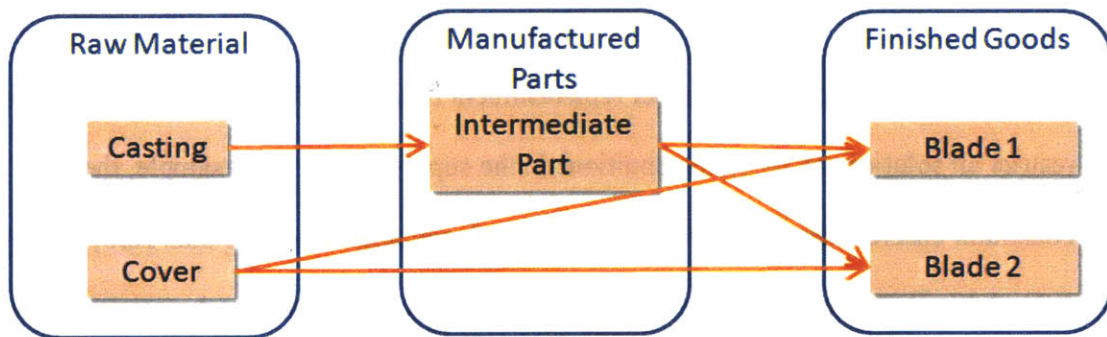 Raw Material
Casting
Cover
Manufactured
Parts
Intermediate
Part
Finished Goods
Blade 1
Blade 2